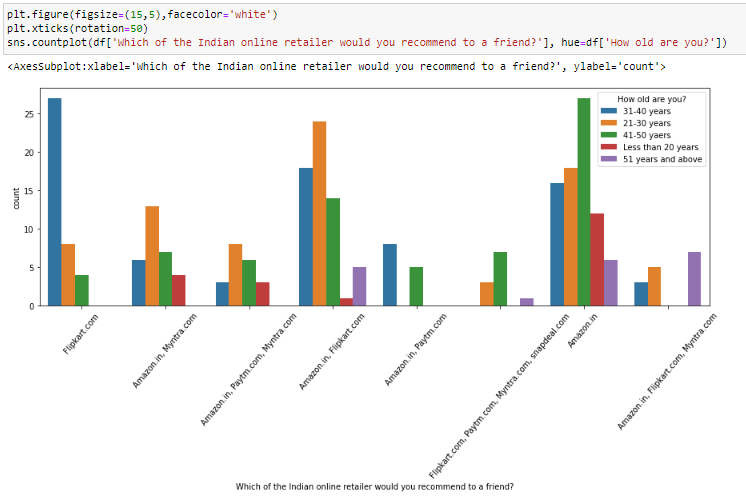 plt.figure(figsize=(15,5),facecolor='white')
plt.xticks(rotation=50)
sns.countplot(df['Which of the Indian online retailer would you recommend to a friend?'], hue=df['How old are you?'])
<AxesSubplot:xlabel='Which of the Indian online retailer would you recommend to a friend?', ylabel='count'>
How old are you?
31-40 years
21-30 years
41-50 yaers
Less than 20 years
51 years and above
25
20
15
10
5
0
count
Flipkart.com
Amazon.in, Myntra.com
Amazon.in, Paytm.com, Myntra.com
Amazon.in, Flipkart.com
Amazon.in, Paytm.com
Flipkart.com, Paytm.com, Myntra.com, snapdeal.com
Amazon.in
Amazon.in, Flipkart.com, Myntra.com
Which of the Indian online retailer would you recommend to a friend?